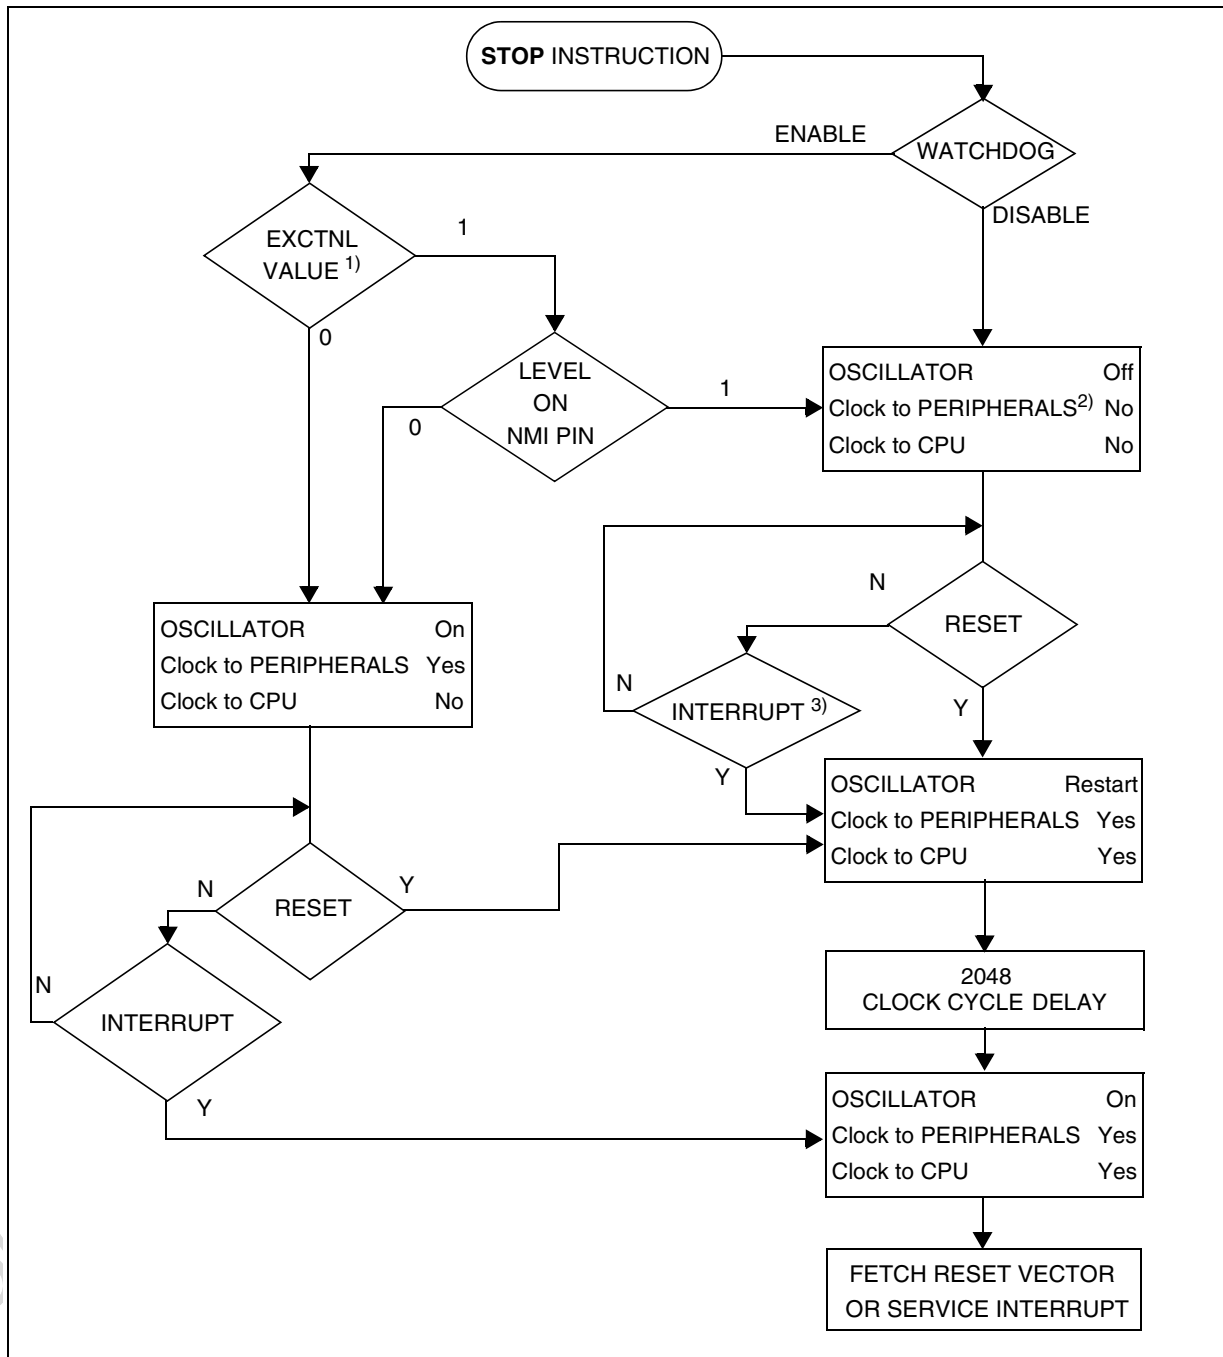 STOP INSTRUCTION
ENABLE
WATCHDOG
DISABLE
EXCTNL
VALUE 1)
1
0
LEVEL
ON
NMI PIN
1
0
OSCILLATOR Off
Clock to PERIPHERALS2) No
Clock to CPU No
N
RESET
Y
N
INTERRUPT 3)
Y
OSCILLATOR On
Clock to PERIPHERALS Yes
Clock to CPU No
OSCILLATOR Restart
Clock to PERIPHERALS Yes
Clock to CPU Yes
N
RESET
Y
N
INTERRUPT
Y
2048
CLOCK CYCLE DELAY
OSCILLATOR On
Clock to PERIPHERALS Yes
Clock to CPU Yes
FETCH RESET VECTOR
OR SERVICE INTERRUPT